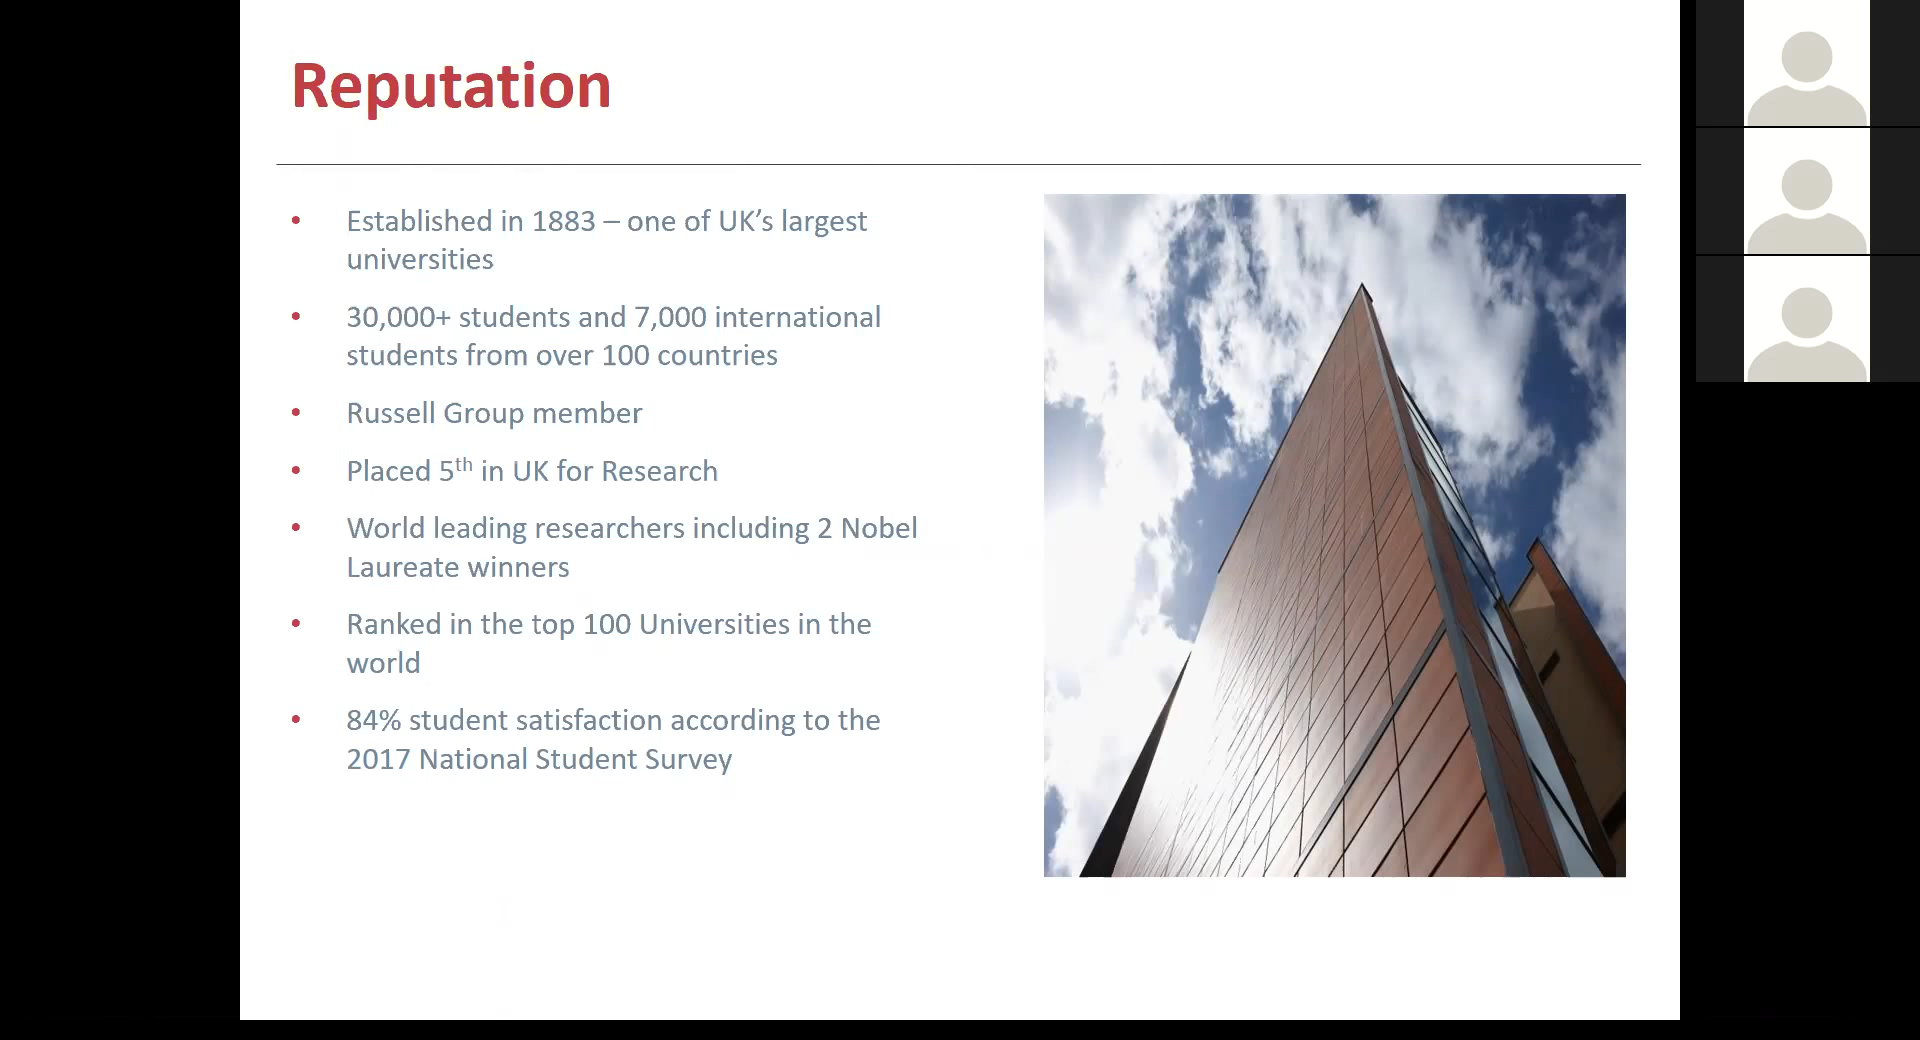 Reputation
• Established in 1883 – one of UK’s largest
universities
• 30,000+ students and 7,000 international
students from over 100 countries
• Russell Group member
• Placed 5th in UK for Research
• World leading researchers including 2 Nobel
Laureate winners
• Ranked in the top 100 Universities in the
world
• 84% student satisfaction according to the
2017 National Student Survey